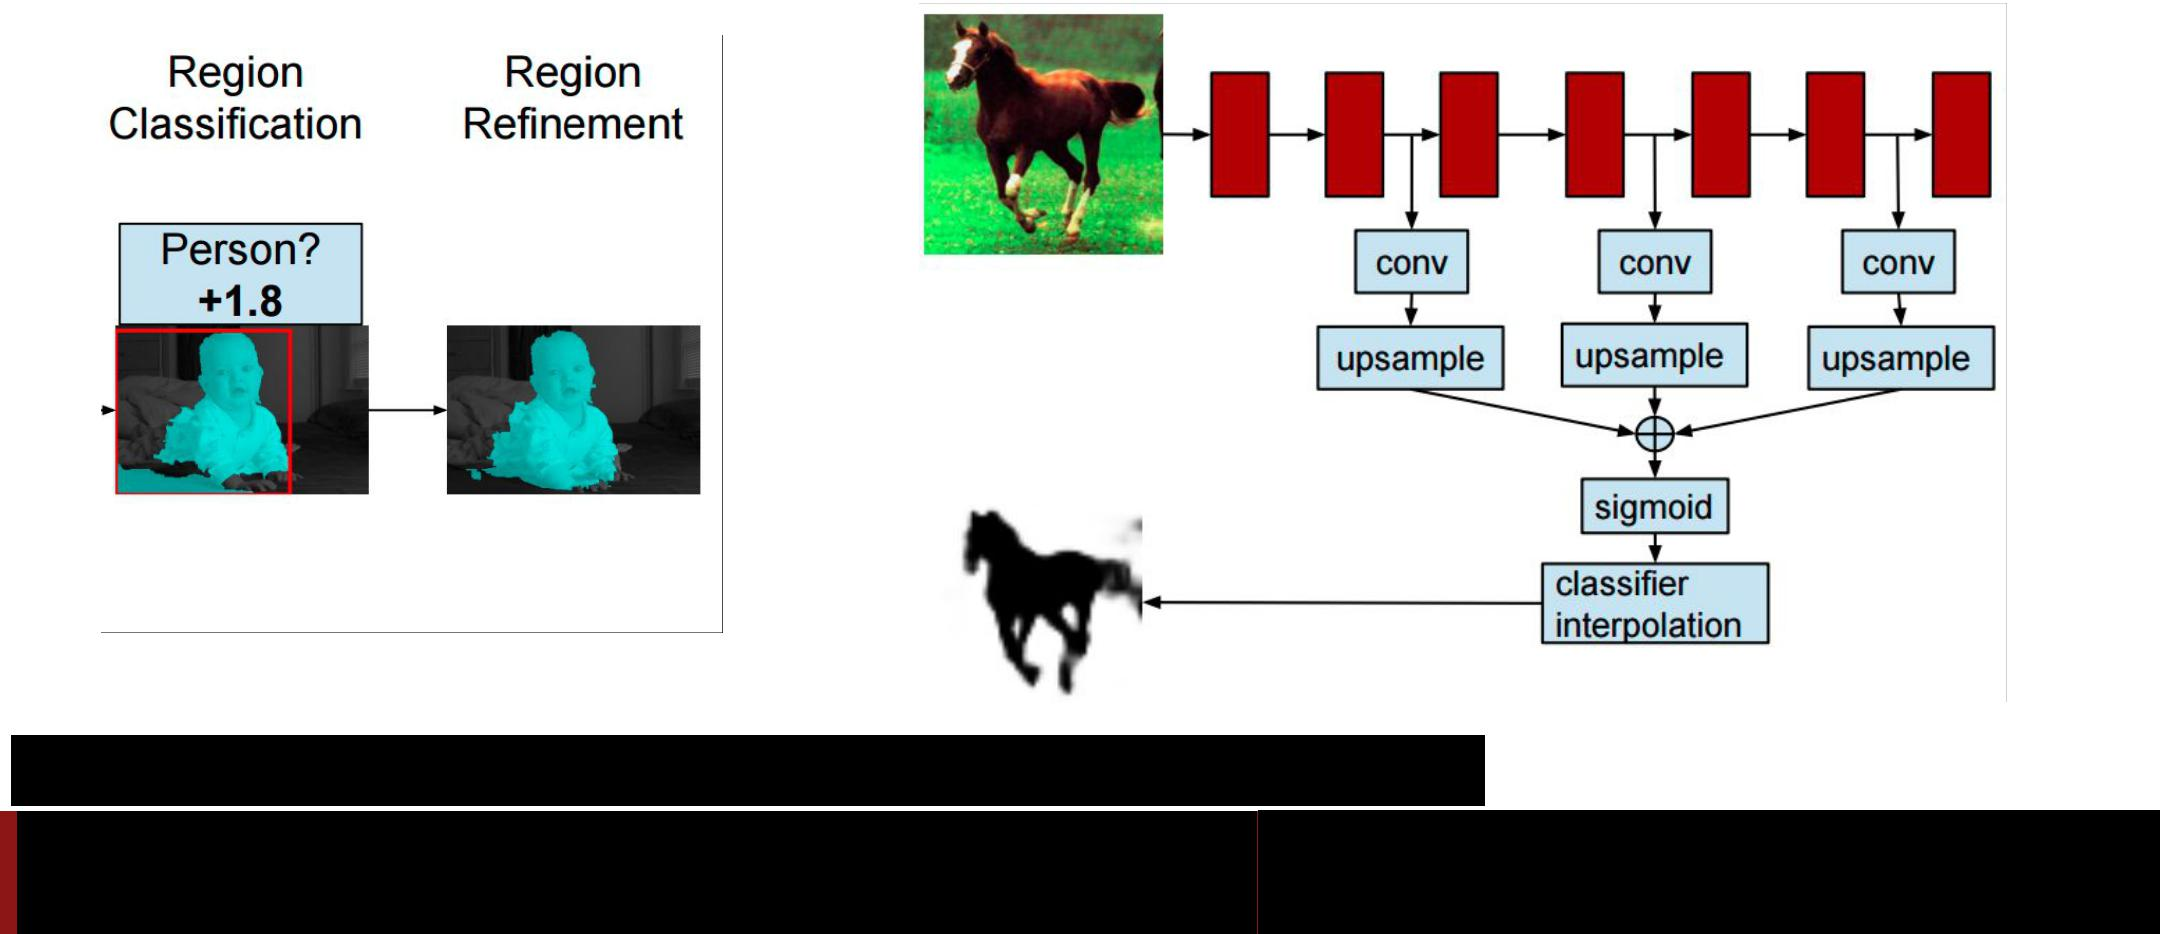 Region
Classification
Region
Refinement
Person?
+1.8
conv
conv
conv
upsample
upsample
upsample
sigmoid
classifier
interpolation